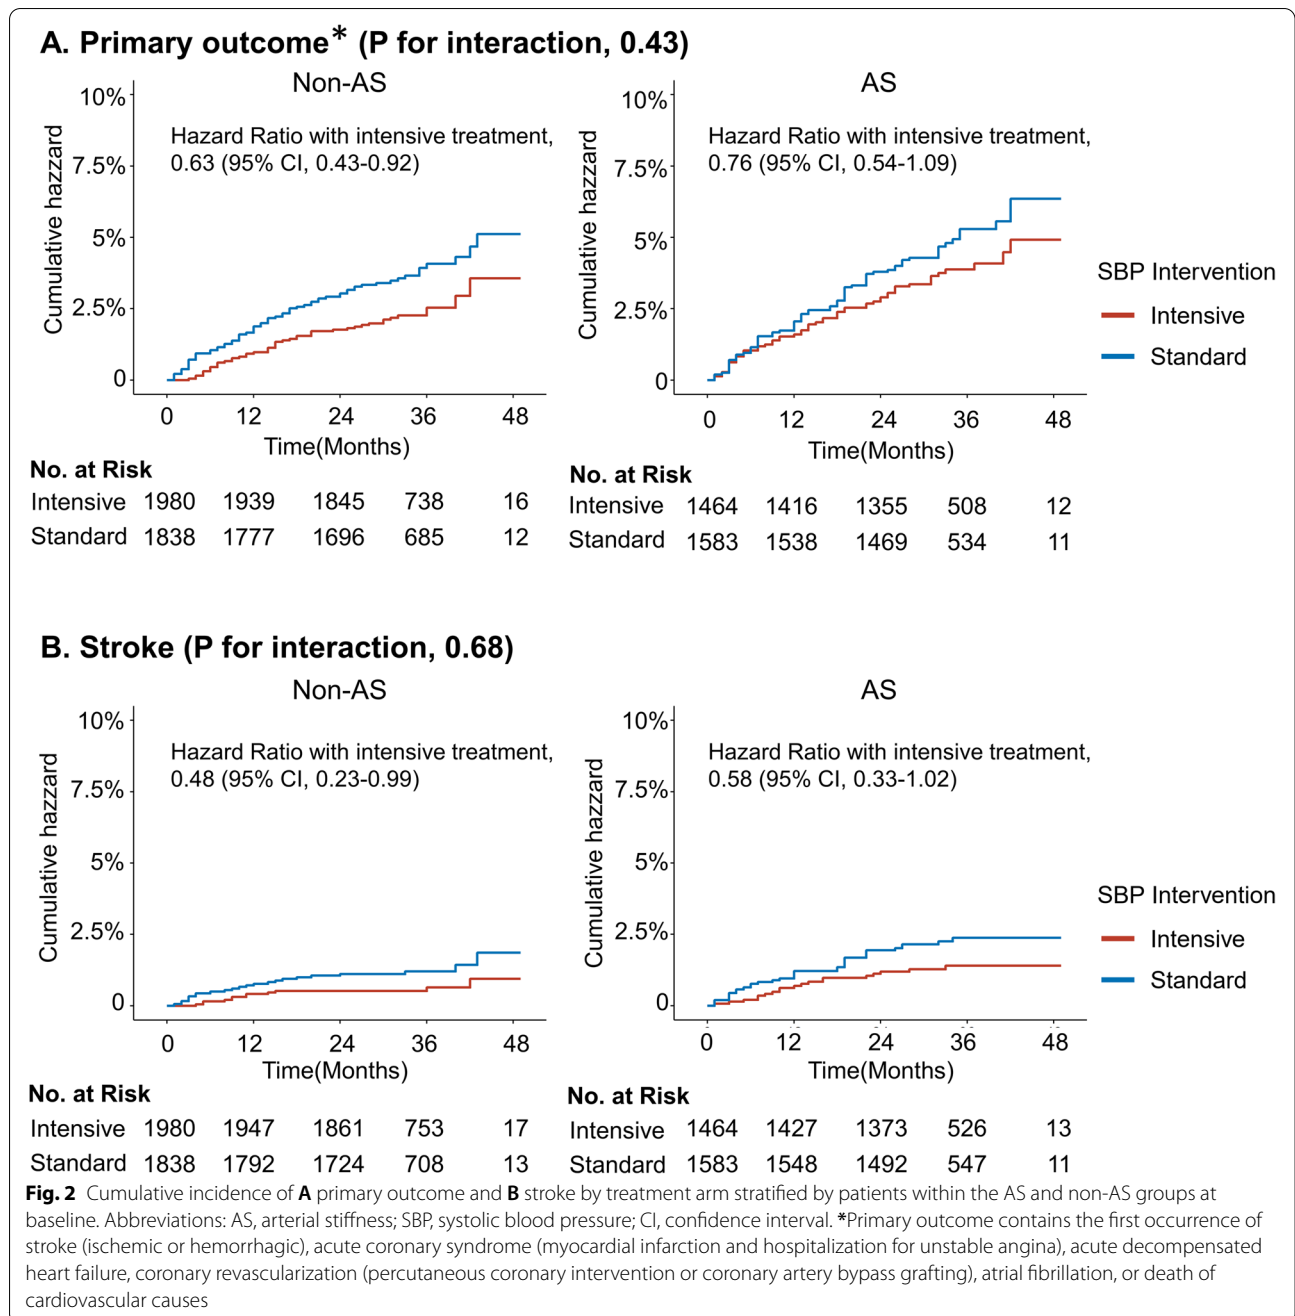 A. Primary outcome* (P for interaction, 0.43)
Non-AS
10%
7.5%
5%
2.5%
0
Cumulative hazzard
Hazard Ratio with intensive treatment,
0.63 (95% CI, 0.43-0.92)
0 12 24 36 48
Time(Months)
No. at Risk
Intensive 1980 1939 1845 738 16
Standard 1838 1777 1696 685 12
AS
10%
7.5%
5%
2.5%
0
Cumulative hazzard
Hazard Ratio with intensive treatment,
0.76 (95% CI, 0.54-1.09)
0 12 24 36 48
Time(Months)
No. at Risk
Intensive 1464 1416 1355 508 12
Standard 1583 1538 1469 534 11
SBP Intervention
Intensive
Standard
B. Stroke (P for interaction, 0.68)
Non-AS
10%
7.5%
5%
2.5%
0
Cumulative hazzard
Hazard Ratio with intensive treatment,
0.48 (95% CI, 0.23-0.99)
0 12 24 36 48
Time(Months)
No. at Risk
Intensive 1980 1947 1861 753 17
Standard 1838 1792 1724 708 13
AS
10%
7.5%
5%
2.5%
0
Cumulative hazzard
Hazard Ratio with intensive treatment,
0.58 (95% CI, 0.33-1.02)
0 12 24 36 48
Time(Months)
No. at Risk
Intensive 1464 1427 1373 526 13
Standard 1583 1548 1492 547 11
SBP Intervention
Intensive
Standard
Fig. 2 Cumulative incidence of A primary outcome and B stroke by treatment arm stratified by patients within the AS and non-AS groups at
baseline. Abbreviations: AS, arterial stiffness; SBP, systolic blood pressure; CI, confidence interval. *Primary outcome contains the first occurrence of
stroke (ischemic or hemorrhagic), acute coronary syndrome (myocardial infarction and hospitalization for unstable angina), acute decompensated
heart failure, coronary revascularization (percutaneous coronary intervention or coronary artery bypass grafting), atrial fibrillation, or death of
cardiovascular causes